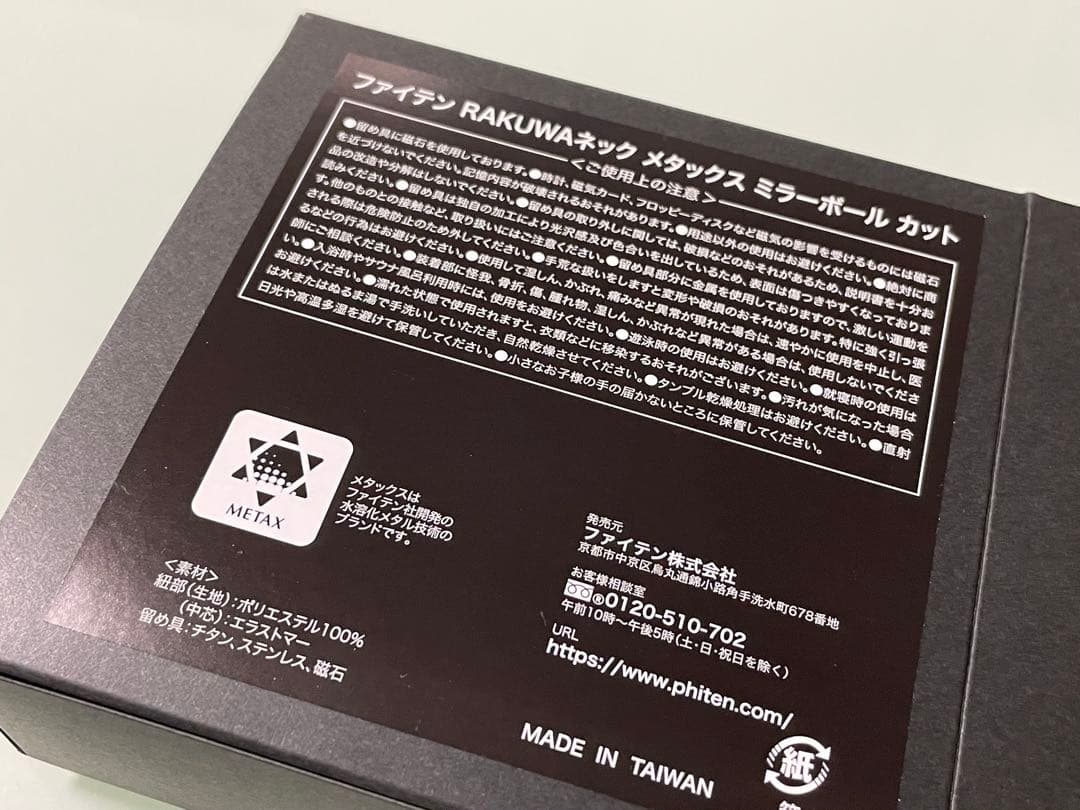 ファイテン RAKUWAネック メタックス ミラーボール カット
＜ご使用上の注意＞
●留め具に磁石を使用しております。●時計、磁気カード、フロッピーディスクなど磁気の影響を受けるものには磁石
を近づけないでください。記憶内容が破壊されるおそれがあります。●用途以外の使用はお避けください。●絶対に商
品の改造や分解はしないでください。●留め具の取り外しに関しては、破損などのおそれがあるため、説明書を十分お
読みください。●留め具は独自の加工により光沢感及び色合いを出しているため、表面は傷つきやすくなっておりま
す。他のものとの接触など、取り扱いにはご注意ください。●留め具部分に金属を使用しておりますので、激しい運動を
される際は危険防止のため外してください。●手荒な扱いをしますと変形や破損のおそれがあります。特に強く引っ張
るなどの行為はお避けください。●使用して湿しん、かぶれ、痛みなど異常が現れた場合は、速やかに使用を中止し、医
師にご相談ください。●装着部に怪我、骨折、傷、腫れ物、湿しん、かぶれなど異常がある場合は、使用しないでくださ
い。●入浴時やサウナ風呂利用時には、使用をお避けください。●遊泳時の使用はお避けください。●就寝時の使用は
お避けください。●濡れた状態で使用されますと、衣類などに移染するおそれがございます。●汚れが気になった場合
は水またはぬるま湯で手洗いしていただき、自然乾燥させてください。●タンブル乾燥処理はお避けください。●直射
日光や高温多湿を避けて保管してください。●小さなお子様の手の届かないところに保管してください。
METAX
メタックスは
ファイテン社開発の
水溶化メタル技術の
ブランドです。
＜素材＞
紐部（生地）：ポリエステル100%
（中芯）：エラストマー
留め具：チタン、ステンレス、磁石
発売元
ファイテン株式会社
京都市中京区烏丸通錦小路角手洗水町678番地
お客様相談室
®0120-510-702
午前10時～午後5時（土・日・祝日を除く）
URL
https://www.phiten.com/
MADE IN TAIWAN
紙